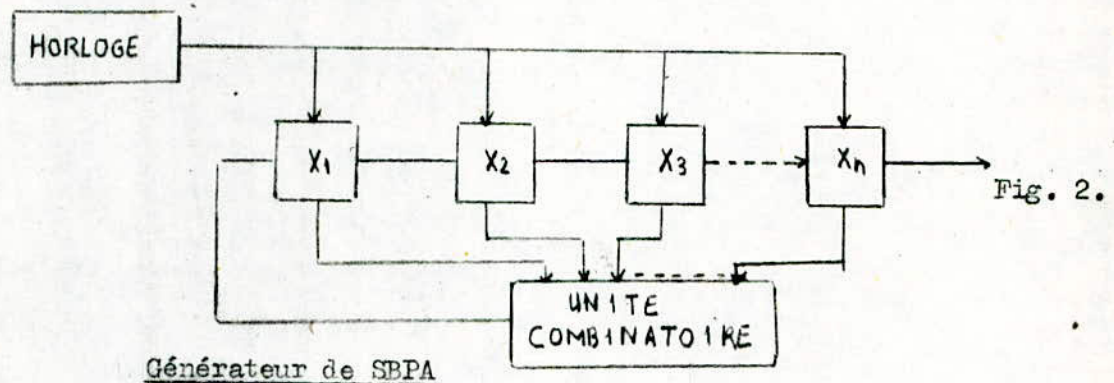 HORLOGE
X1 X2 X3 Xn
Fig. 2.
UNITE
COMBINATOIRE
Générateur de SBPA